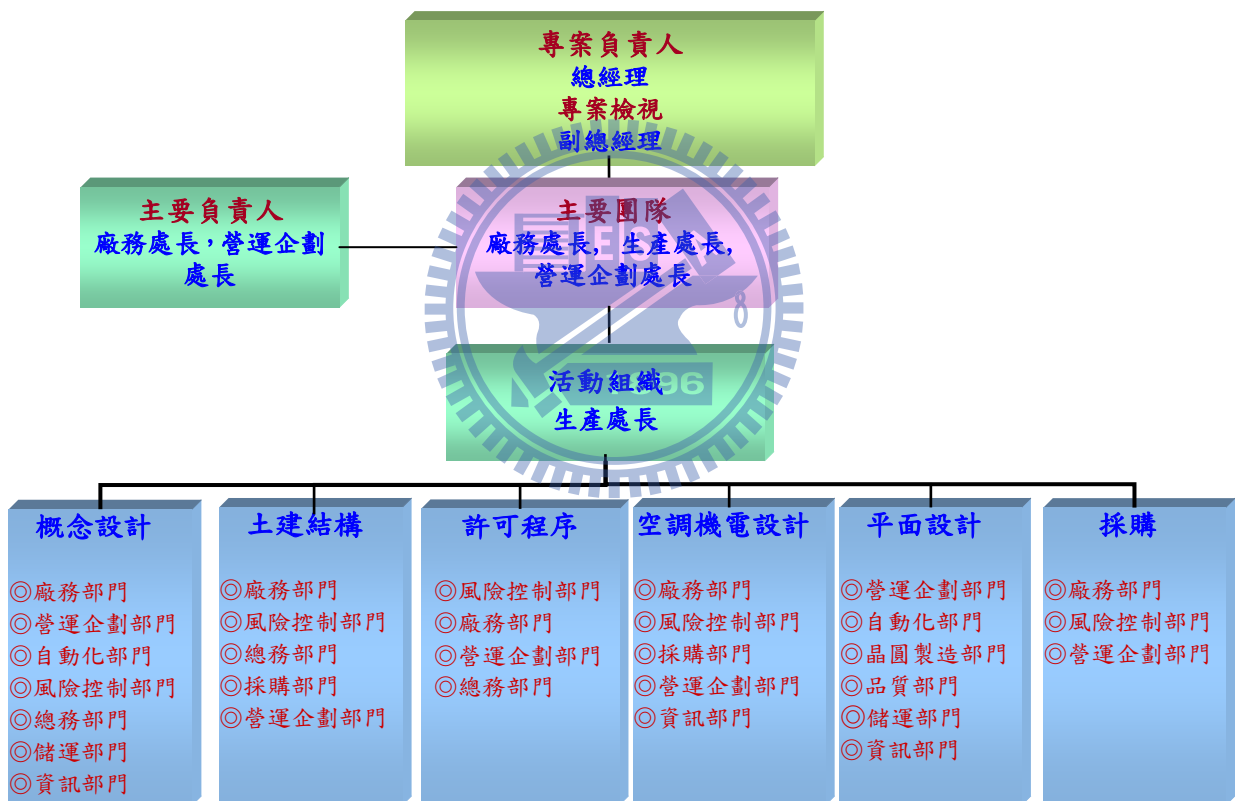 專案負責人
總經理
專案檢視
副總經理
主要負責人
廠務處長，營運企劃
處長
主要團隊
廠務處長, 生產處長,
營運企劃處長
ES
活動組織
1996
生產處長
概念設計
◎廠務部門
◎營運企劃部門
◎自動化部門
◎風險控制部門
◎總務部門
◎儲運部門
◎資訊部門
土建結構
◎廠務部門
◎風險控制部門
◎總務部門
◎採購部門
◎營運企劃部門
許可程序
◎風險控制部門
◎廠務部門
◎營運企劃部門
◎總務部門
空調機電設計
◎廠務部門
◎風險控制部門
◎採購部門
◎營運企劃部門
◎資訊部門
平面設計
◎營運企劃部門
◎自動化部門
◎晶圓製造部門
◎品質部門
◎儲運部門
◎資訊部門
採購
◎廠務部門
◎風險控制部門
◎營運企劃部門